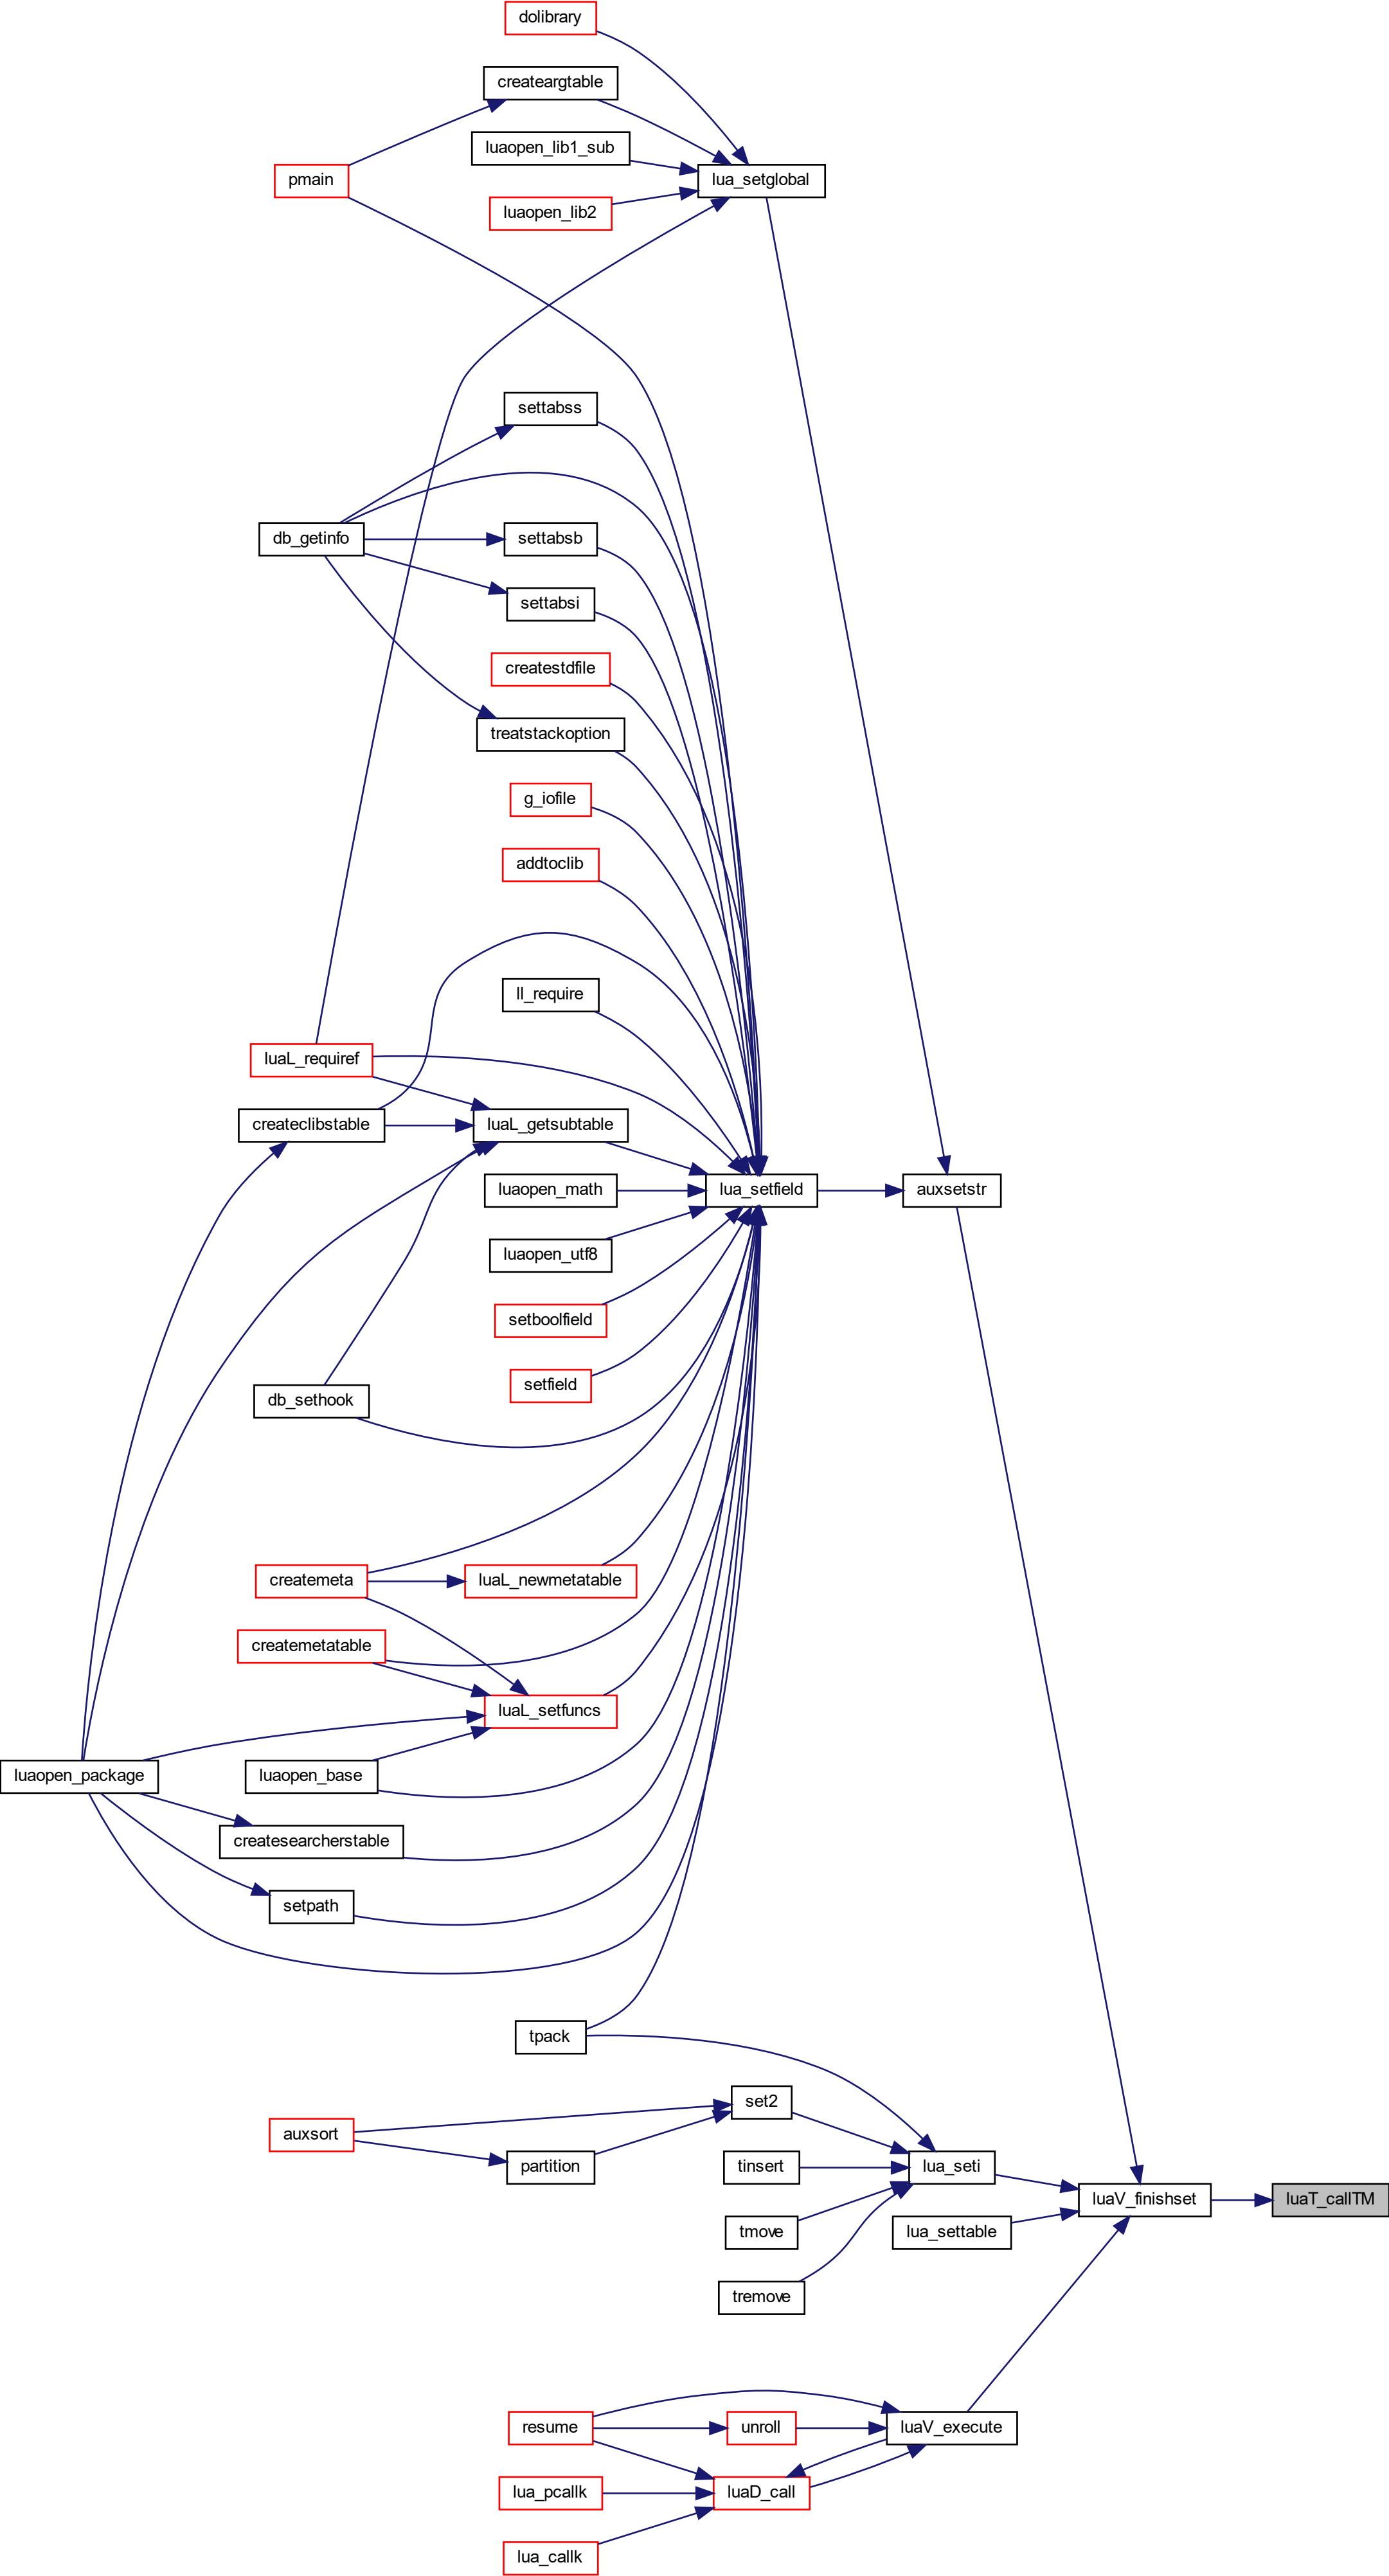 dolibrary
createargtable
luaopen_lib1_sub
pmain
lua_setglobal
luaopen_lib2
settabss
db_getinfo
settabsb
settabsi
createstdfile
treatstackoption
g_iofile
addtoclib
ll_require
luaL_requiref
createclibstable
luaL_getsubtable
luaopen_math
lua_setfield
auxsetstr
luaopen_utf8
setboolfield
setfield
db_sethook
createmeta
luaL_newmetatable
createmetatable
luaL_setfuncs
luaopen_package
luaopen_base
createsearcherstable
setpath
tpack
set2
auxsort
partition
tinsert
lua_seti
luaV_finishset
luaT_callTM
tmove
lua_settable
tremove
resume
unroll
luaV_execute
lua_pcallk
luaD_call
lua_callk